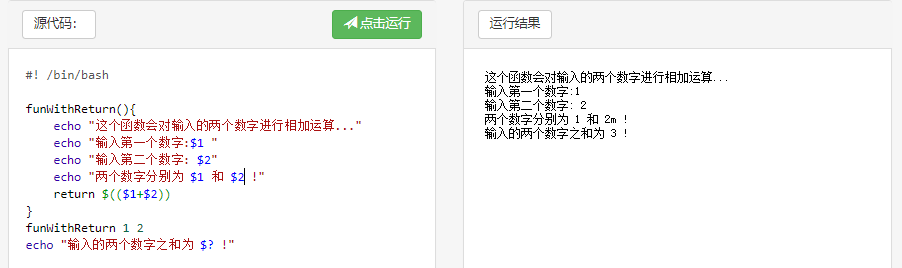 源代码:
点击运行
#! /bin/bash
funWithReturn(){
echo "这个函数会对输入的两个数字进行相加运算..."
echo "输入第一个数字:$1 "
echo "输入第二个数字: $2"
echo "两个数字分别为 $1 和 $2 !"
return $(($1+$2))
}
funWithReturn 1 2
echo "输入的两个数字之和为 $? !"
运行结果
这个函数会对输入的两个数字进行相加运算...
输入第一个数字:1
输入第二个数字: 2
两个数字分别为 1 和 2m !
输入的两个数字之和为 3 !